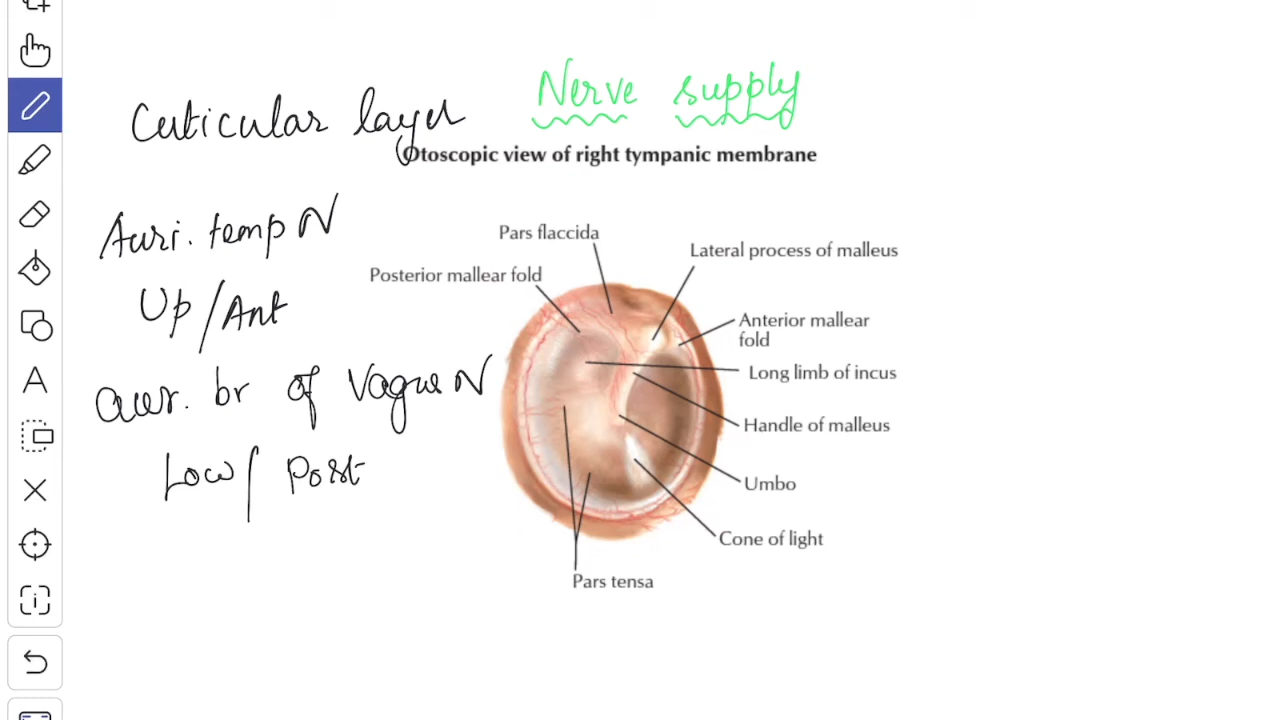 Nerve supply
Cuticular layer
Otoscopic view of right tympanic membrane
Auri. temp N
Up / Ant
aur. br of Vague N
Low / Post
Pars flaccida
Lateral process of malleus
Posterior mallear fold
Anterior mallear
fold
Long limb of incus
Handle of malleus
Umbo
Cone of light
Pars tensa
A